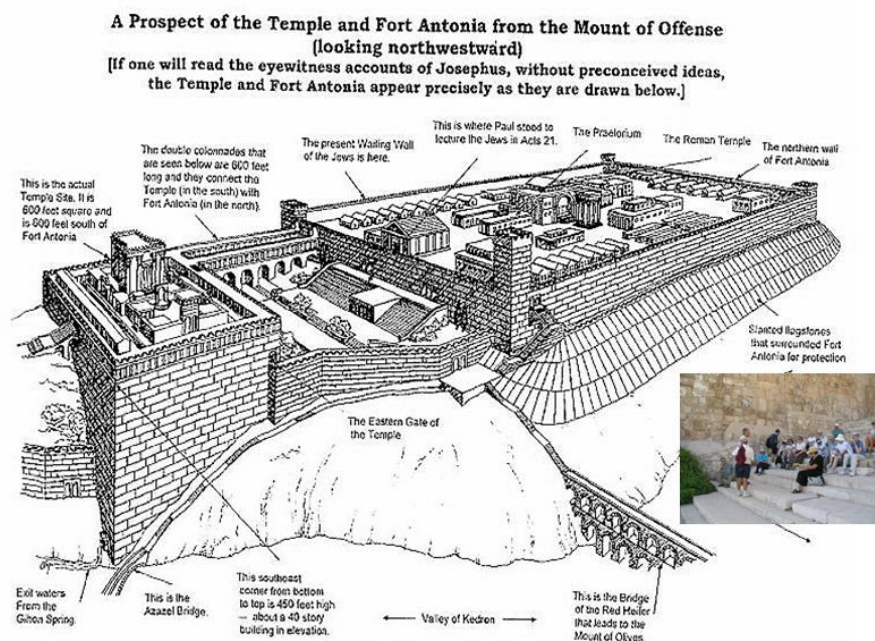 A Prospect of the Temple and Fort Antonia from the Mount of Offense
(looking northwestward)
[If one will read the eyewitness accounts of Josephus, without preconceived ideas,
the Temple and Fort Antonia appear precisely as they are drawn below.]
This is the actual
Temple Site. It is
600 feet square and
is 600 feet south of
Fort Antonia
The double colonnades that
are seen below are 600 feet
long and they connect the
Temple (in the south) with
Fort Antonia (in the north).
The present Wailing Wall
of the Jews is here.
This is where Paul stood to
lecture the Jews in Acts 21.
The Praetorium
The Roman Temple
The northern wall
of Fort Antonia
Slanted flagstones
that surrounded Fort
Antonia for protection
The Eastern Gate of
the Temple
Exit waters
From the
Gihon Spring.
This is the
Azazel Bridge.
This southeast
corner from bottom
to top is 450 feet high
— about a 40 story
building in elevation.
Valley of Kedron
This is the Bridge
of the Red Heifer
that leads to the
Mount of Olives